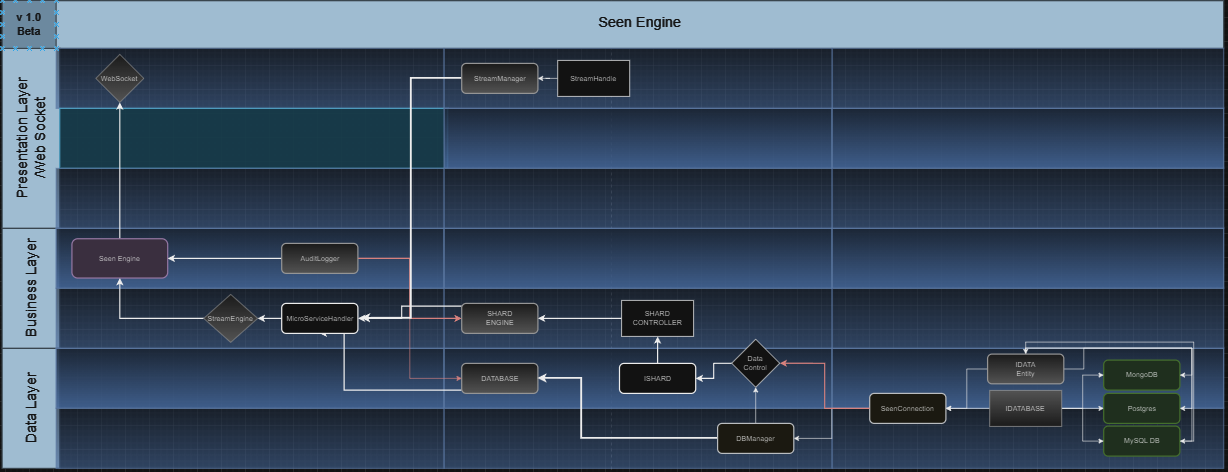 v 1.0
Beta
Seen Engine
Presentation Layer
/Web Socket
WebSocket
StreamManager
StreamHandle
Business Layer
Seen Engine
AuditLogger
StreamEngine
MicroServiceHandler
SHARD
ENGINE
SHARD
CONTROLLER
Data Layer
DATABASE
ISHARD
Data
Control
IDATA
Entity
MongoDB
SeenConnection
IDATABASE
Postgres
DBManager
MySQL DB